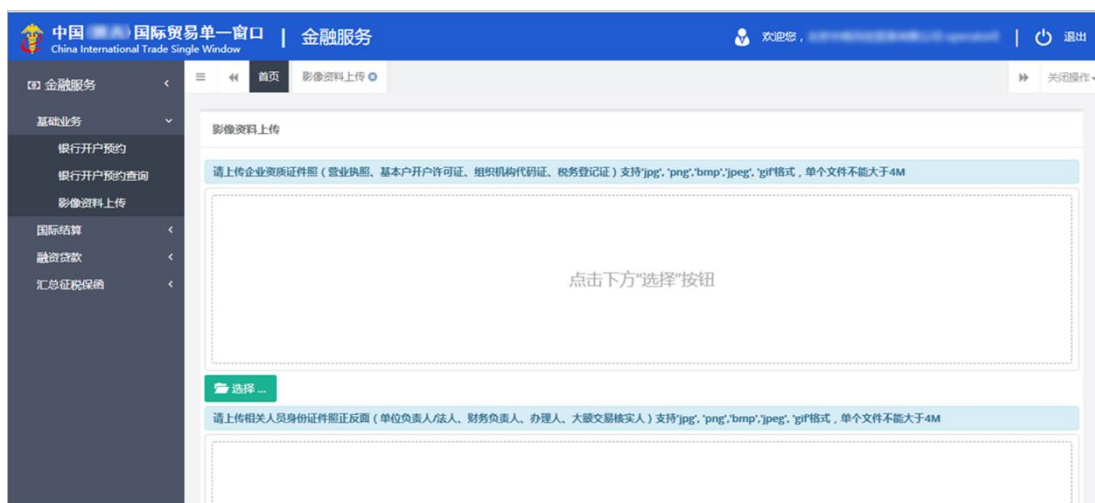 中国 国际贸易单一窗口 | 金融服务
China International Trade Single Window
欢迎您，
退出
金融服务
基础业务
银行开户预约
银行开户预约查询
影像资料上传
国际结算
融资贷款
汇总征税保函
首页
影像资料上传
关闭操作
影像资料上传
请上传企业资质证件照（营业执照、基本户开户许可证、组织机构代码证、税务登记证）支持'jpg', 'png','bmp','jpeg', 'gif'格式，单个文件不能大于4M
点击下方“选择”按钮
选择 ...
请上传相关人员身份证件照正反面（单位负责人/法人、财务负责人、办理人、大额交易核实人）支持'jpg', 'png','bmp','jpeg', 'gif'格式，单个文件不能大于4M